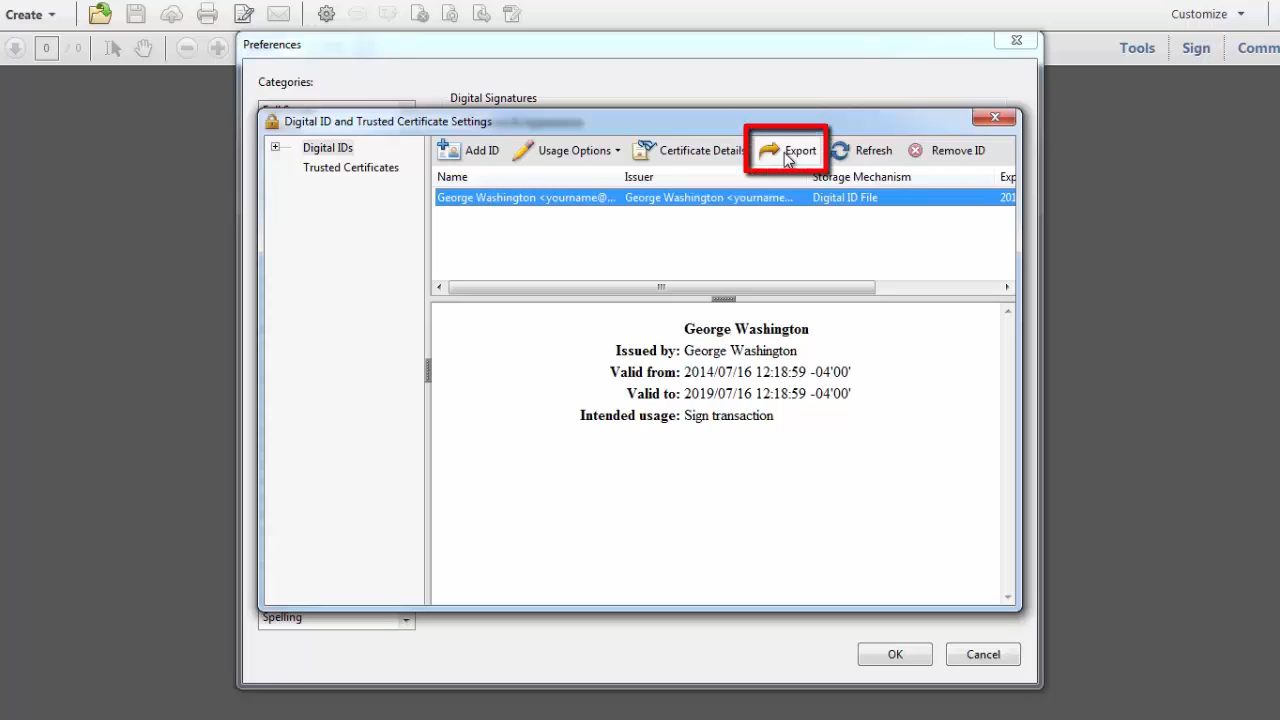 Create
Customize
0 / 0
Tools
Sign
Comm
Preferences
Categories:
Digital Signatures
Digital ID and Trusted Certificate Settings
Digital IDs
Trusted Certificates
Add ID
Usage Options
Certificate Details
Export
Refresh
Remove ID
Name
Issuer
Storage Mechanism
Exp
George Washington <yourname@...
George Washington <yourname...
Digital ID File
201
George Washington
Issued by: George Washington
Valid from: 2014/07/16 12:18:59 -04'00'
Valid to: 2019/07/16 12:18:59 -04'00'
Intended usage: Sign transaction
Spelling
OK
Cancel